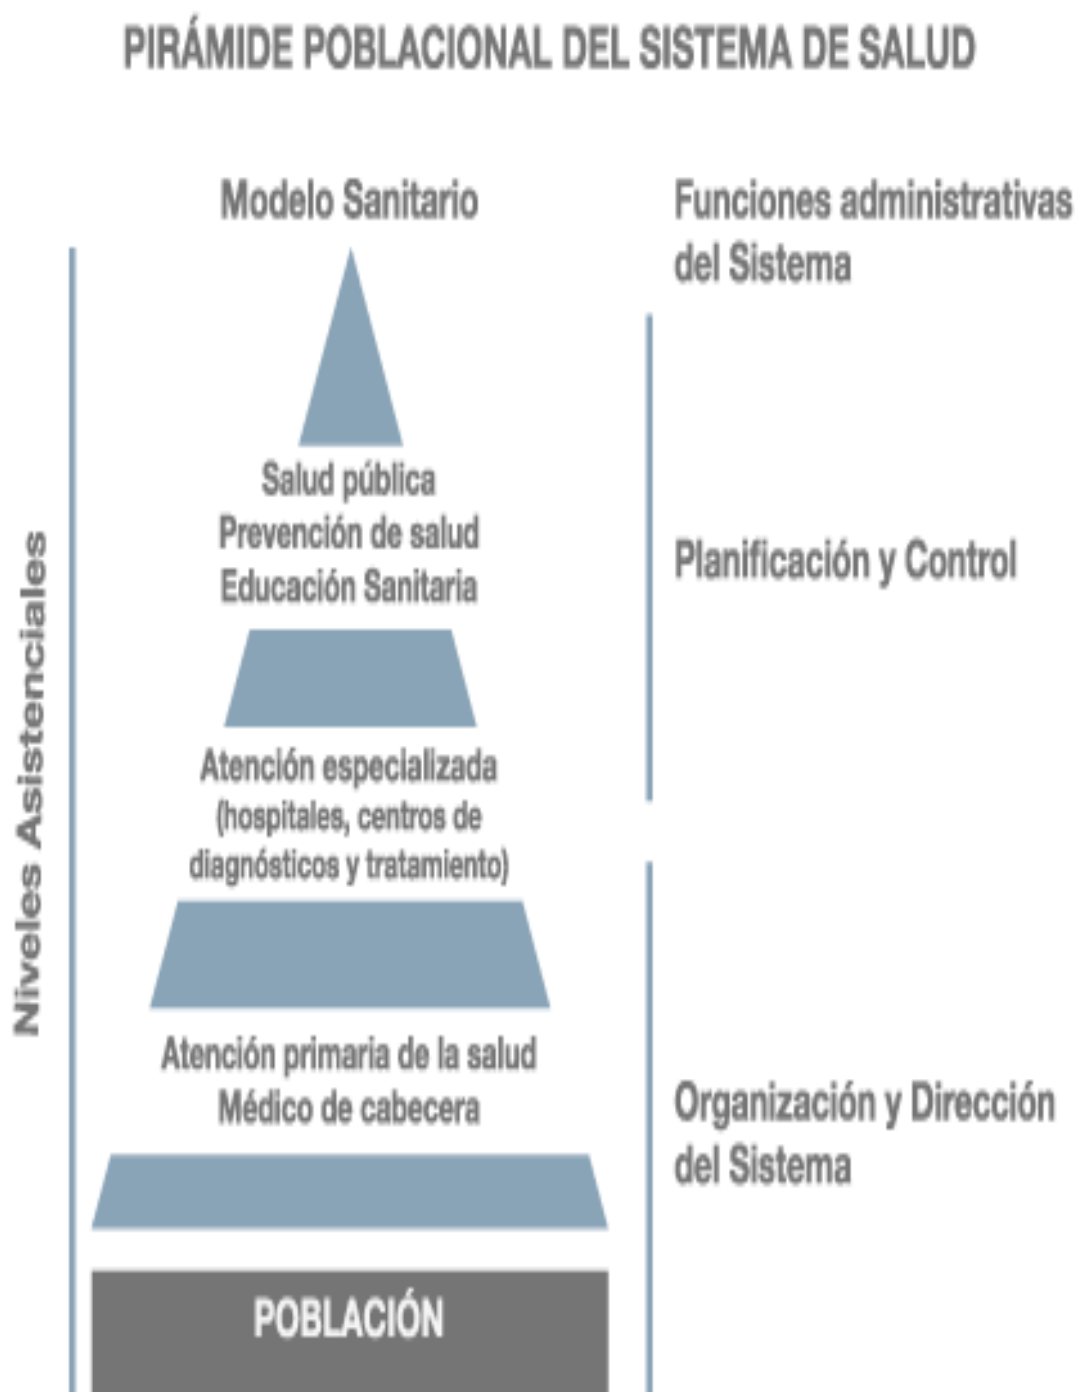 PIRÁMIDE POBLACIONAL DEL SISTEMA DE SALUD
Modelo Sanitario
Funciones administrativas
del Sistema
Niveles Asistenciales
Salud pública
Prevención de salud
Educación Sanitaria
Planificación y Control
Atención especializada
(hospitales, centros de
diagnósticos y tratamiento)
Atención primaria de la salud
Médico de cabecera
Organización y Dirección
del Sistema
POBLACIÓN